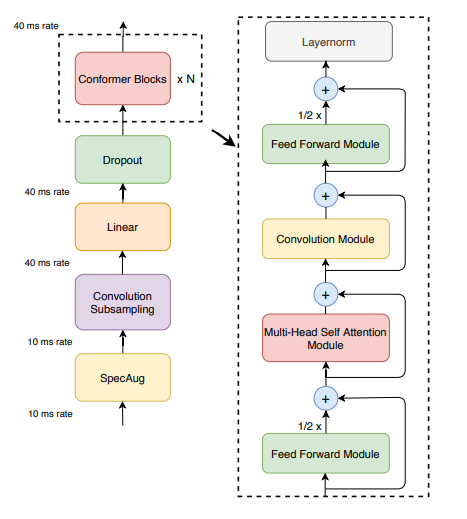 40 ms rate
Conformer Blocks
x N
Dropout
40 ms rate
Linear
40 ms rate
Convolution
Subsampling
10 ms rate
SpecAug
10 ms rate
Layernorm
+
1/2 x
Feed Forward Module
+
Convolution Module
+
Multi-Head Self Attention
Module
+
1/2 x
Feed Forward Module